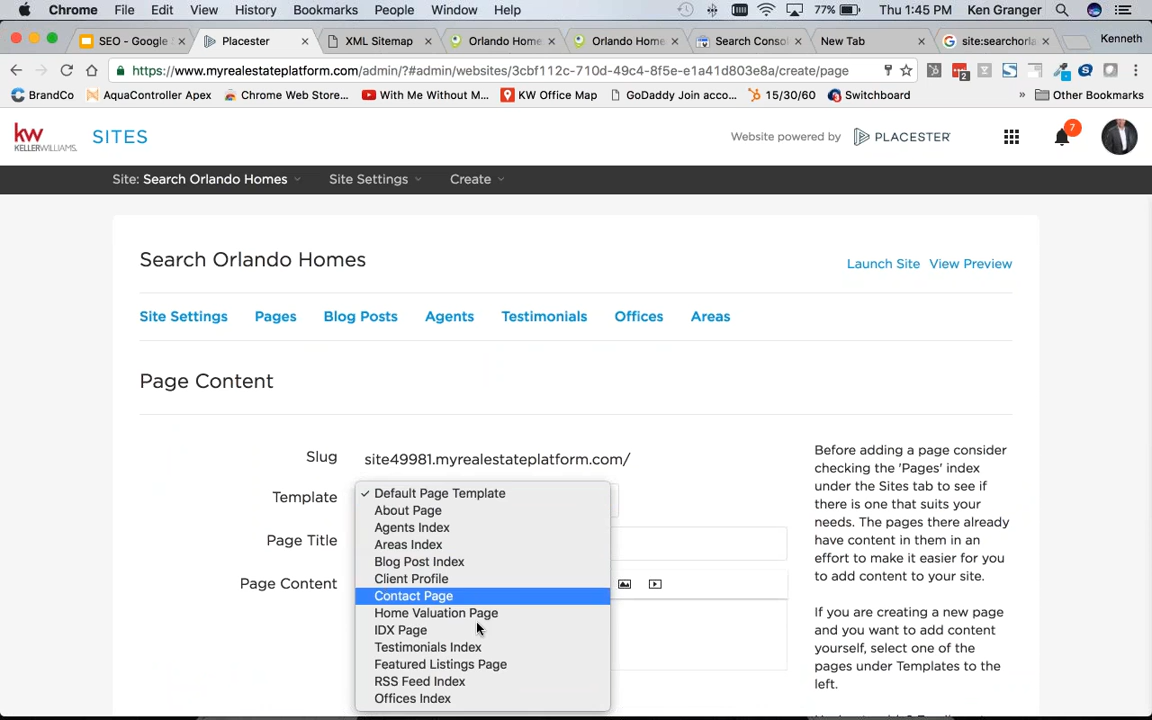 Chrome File Edit View History Bookmarks People Window Help 77% Thu 1:45 PM Ken Granger
SEO - Google Placester XML Sitemap Orlando Home Orlando Home Search Conso New Tab site:searchorla Kenneth
https://www.myrealestateplatform.com/admin/?#admin/websites/3cbf112c-710d-49c4-8f5e-e1a41d803e8a/create/page 2
BrandCo AquaController Apex Chrome Web Store... With Me Without M... KW Office Map GoDaddy Join acco... 15/30/60 Switchboard » Other Bookmarks
kw KELLERWILLIAMS. SITES Website powered by PLACESTER 7
Site: Search Orlando Homes Site Settings Create
Search Orlando Homes
Launch Site View Preview
Site Settings Pages Blog Posts Agents Testimonials Offices Areas
Page Content
Slug site49981.myrealestateplatform.com/
Template
Page Title
Page Content
✓ Default Page Template
About Page
Agents Index
Areas Index
Blog Post Index
Client Profile
Contact Page
Home Valuation Page
IDX Page
Testimonials Index
Featured Listings Page
RSS Feed Index
Offices Index
Before adding a page consider
checking the 'Pages' index
under the Sites tab to see if
there is one that suits your
needs. The pages there already
have content in them in an
effort to make it easier for you
to add content to your site.
If you are creating a new page
and you want to add content
yourself, select one of the
pages under Templates to the
left.